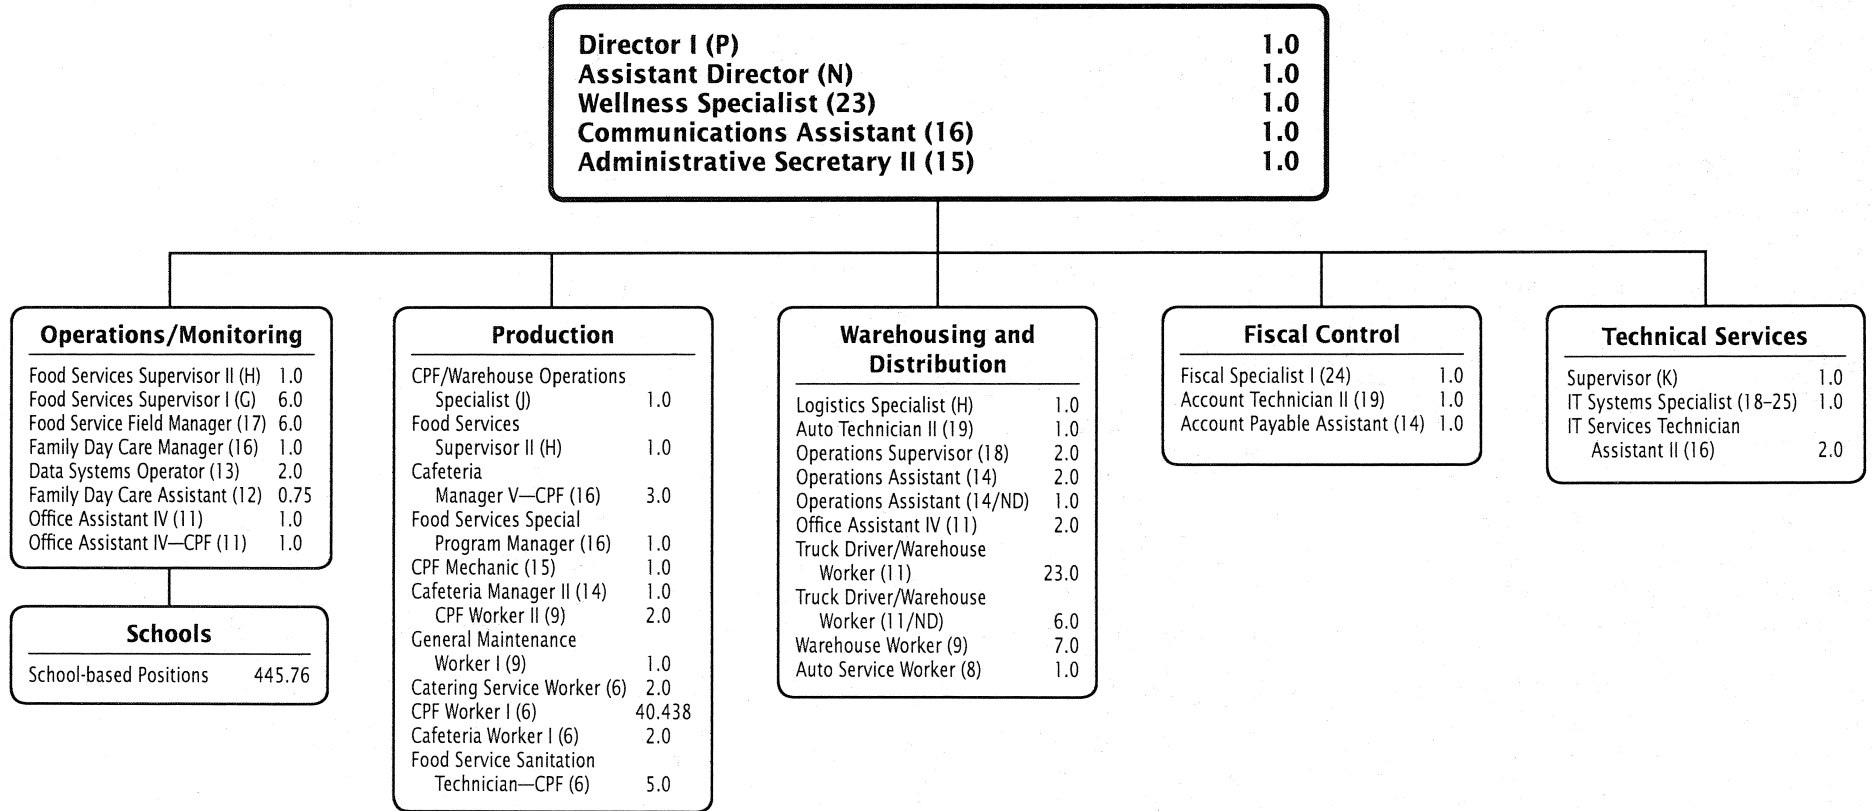 Director I (P) 1.0
Assistant Director (N) 1.0
Wellness Specialist (23) 1.0
Communications Assistant (16) 1.0
Administrative Secretary II (15) 1.0
Operations/Monitoring
Food Services Supervisor II (H) 1.0
Food Services Supervisor I (G) 6.0
Food Service Field Manager (17) 6.0
Family Day Care Manager (16) 1.0
Data Systems Operator (13) 2.0
Family Day Care Assistant (12) 0.75
Office Assistant IV (11) 1.0
Office Assistant IV—CPF (11) 1.0
Schools
School-based Positions 445.76
Production
CPF/Warehouse Operations
Specialist (J) 1.0
Food Services
Supervisor II (H) 1.0
Cafeteria
Manager V—CPF (16) 3.0
Food Services Special
Program Manager (16) 1.0
CPF Mechanic (15) 1.0
Cafeteria Manager II (14) 1.0
CPF Worker II (9) 2.0
General Maintenance
Worker I (9) 1.0
Catering Service Worker (6) 2.0
CPF Worker I (6) 40.438
Cafeteria Worker I (6) 2.0
Food Service Sanitation
Technician—CPF (6) 5.0
Warehousing and
Distribution
Logistics Specialist (H) 1.0
Auto Technician II (19) 1.0
Operations Supervisor (18) 2.0
Operations Assistant (14) 2.0
Operations Assistant (14/ND) 1.0
Office Assistant IV (11) 2.0
Truck Driver/Warehouse
Worker (11) 23.0
Truck Driver/Warehouse
Worker (11/ND) 6.0
Warehouse Worker (9) 7.0
Auto Service Worker (8) 1.0
Fiscal Control
Fiscal Specialist I (24) 1.0
Account Technician II (19) 1.0
Account Payable Assistant (14) 1.0
Technical Services
Supervisor (K) 1.0
IT Systems Specialist (18–25) 1.0
IT Services Technician
Assistant II (16) 2.0